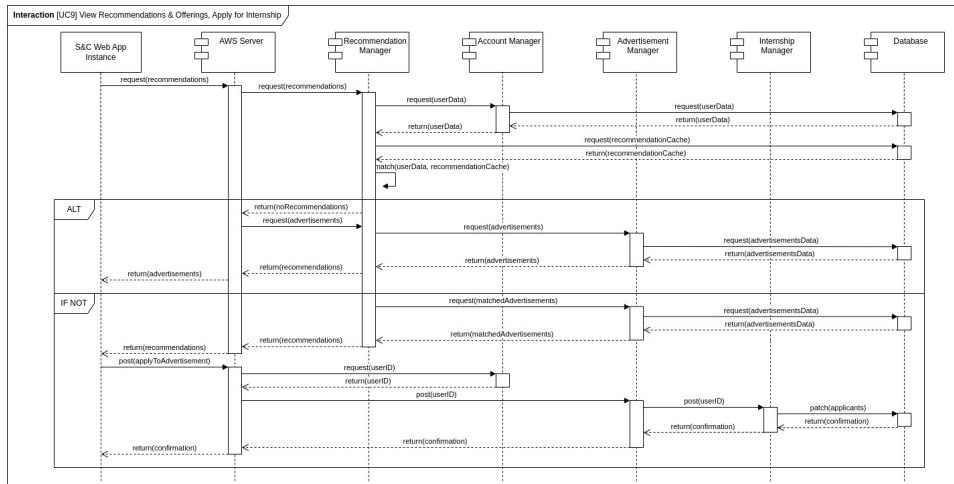 Interaction [UC9] View Recommendations & Offerings, Apply for Internship
S&C Web App
Instance
AWS Server
Recommendation
Manager
Account Manager
Advertisement
Manager
Internship
Manager
Database
request(recommendations)
request(recommendations)
request(userData)
request(userData)
return(userData)
return(userData)
request(recommendationCache)
return(recommendationCache)
match(userData, recommendationCache)
ALT
return(noRecommendations)
request(advertisements)
request(advertisements)
request(advertisementsData)
return(advertisementsData)
return(advertisements)
return(recommendations)
return(advertisements)
IF NOT
request(matchedAdvertisements)
request(advertisementsData)
return(advertisementsData)
return(matchedAdvertisements)
return(recommendations)
return(recommendations)
post(applyToAdvertisement)
request(userID)
return(userID)
post(userID)
post(userID)
patch(applicants)
return(confirmation)
return(confirmation)
return(confirmation)
return(confirmation)